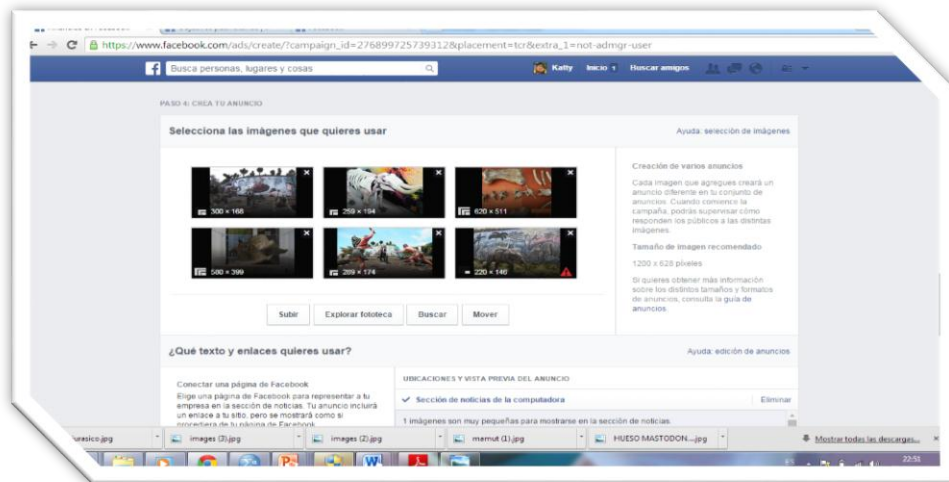 https://www.facebook.com/ads/create/?campaign_id=276899725739312&placement=tcr&extra_1=not-admgr-user
Busca personas, lugares y cosas
Katty Inicio Buscar amigos
PASO 4: CREA TU ANUNCIO
Selecciona las imágenes que quieres usar
Ayuda: selección de imágenes
300 × 168
259 × 194
620 × 511
580 × 399
289 × 174
220 × 146
Creación de varios anuncios
Cada imagen que agregues creará un
anuncio diferente en tu conjunto de
anuncios. Cuando comience la
campaña, podrás supervisar cómo
responden los públicos a las distintas
imágenes.
Tamaño de imagen recomendado
1200 x 628 píxeles
Si quieres obtener más información
sobre los distintos tamaños y formatos
de anuncios, consulta la guía de
anuncios.
Subir Explorar fototeca Buscar Mover
¿Qué texto y enlaces quieres usar?
Ayuda: edición de anuncios
Conectar una página de Facebook
Elige una página de Facebook para representar a tu
empresa en la sección de noticias. Tu anuncio incluirá
un enlace a tu sitio, pero se mostrará como si
procediera de tu página de Facebook.
UBICACIONES Y VISTA PREVIA DEL ANUNCIO
Sección de noticias de la computadora
Eliminar
1 imágenes son muy pequeñas para mostrarse en la sección de noticias.
images (3).jpg
images (2).jpg
mamut (1).jpg
HUESO MASTODON....jpg
Mostrar todas las descargas...
ES
22:51